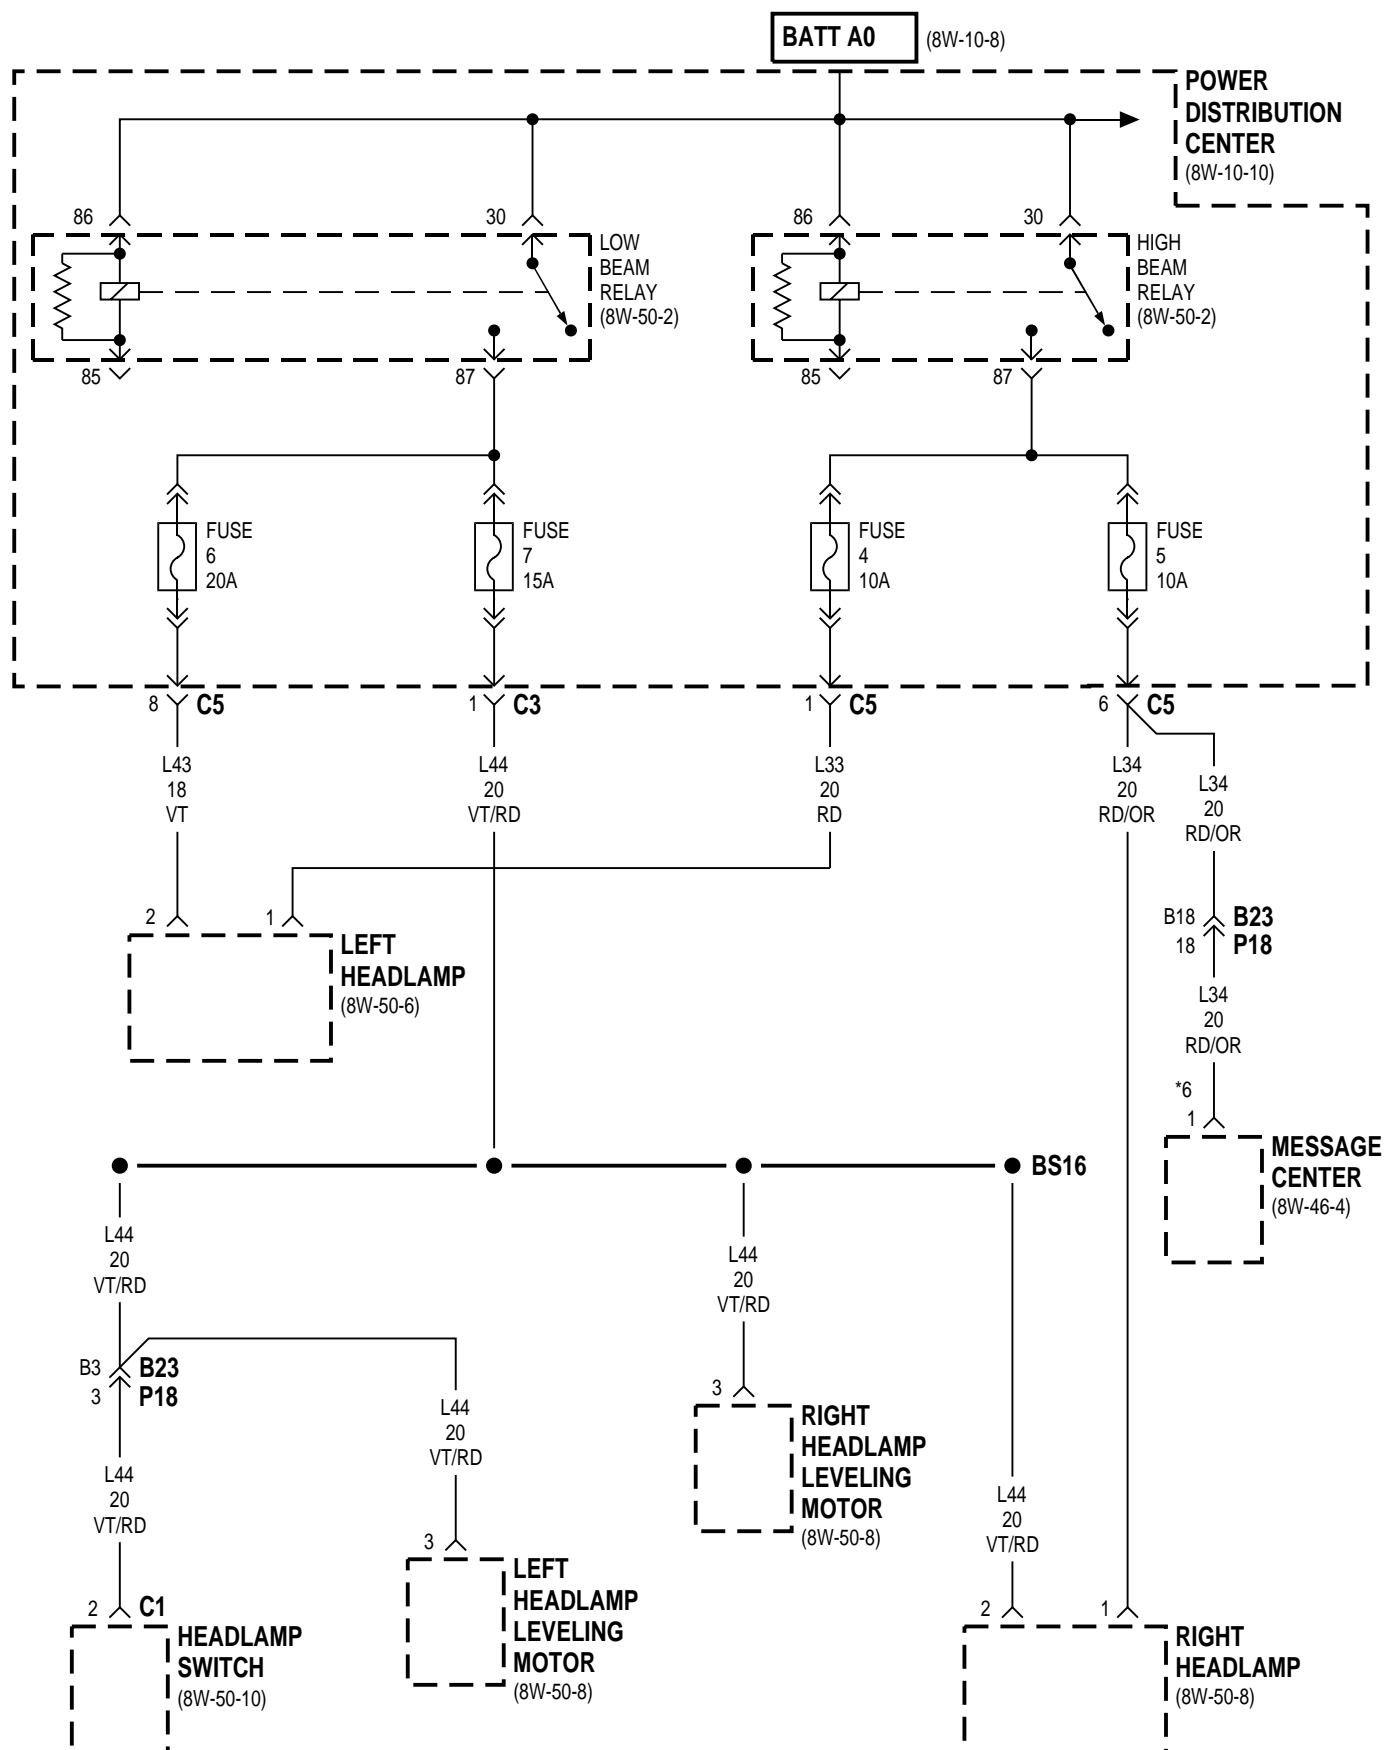 BATT A0
(8W-10-8)
POWER
DISTRIBUTION
CENTER
(8W-10-10)
86
30
LOW
BEAM
RELAY
(8W-50-2)
85
87
86
30
HIGH
BEAM
RELAY
(8W-50-2)
85
87
FUSE
6
20A
FUSE
7
15A
FUSE
4
10A
FUSE
5
10A
8
C5
1
C3
1
C5
6
C5
L43
18
VT
L44
20
VT/RD
L33
20
RD
L34
20
RD/OR
L34
20
RD/OR
2
1
LEFT
HEADLAMP
(8W-50-6)
B18
B23
18
P18
L34
20
RD/OR
*6
1
MESSAGE
CENTER
(8W-46-4)
BS16
L44
20
VT/RD
L44
20
VT/RD
B3
B23
3
P18
L44
20
VT/RD
3
RIGHT
HEADLAMP
LEVELING
MOTOR
(8W-50-8)
L44
20
VT/RD
L44
20
VT/RD
3
LEFT
HEADLAMP
LEVELING
MOTOR
(8W-50-8)
2
C1
HEADLAMP
SWITCH
(8W-50-10)
2
1
RIGHT
HEADLAMP
(8W-50-8)